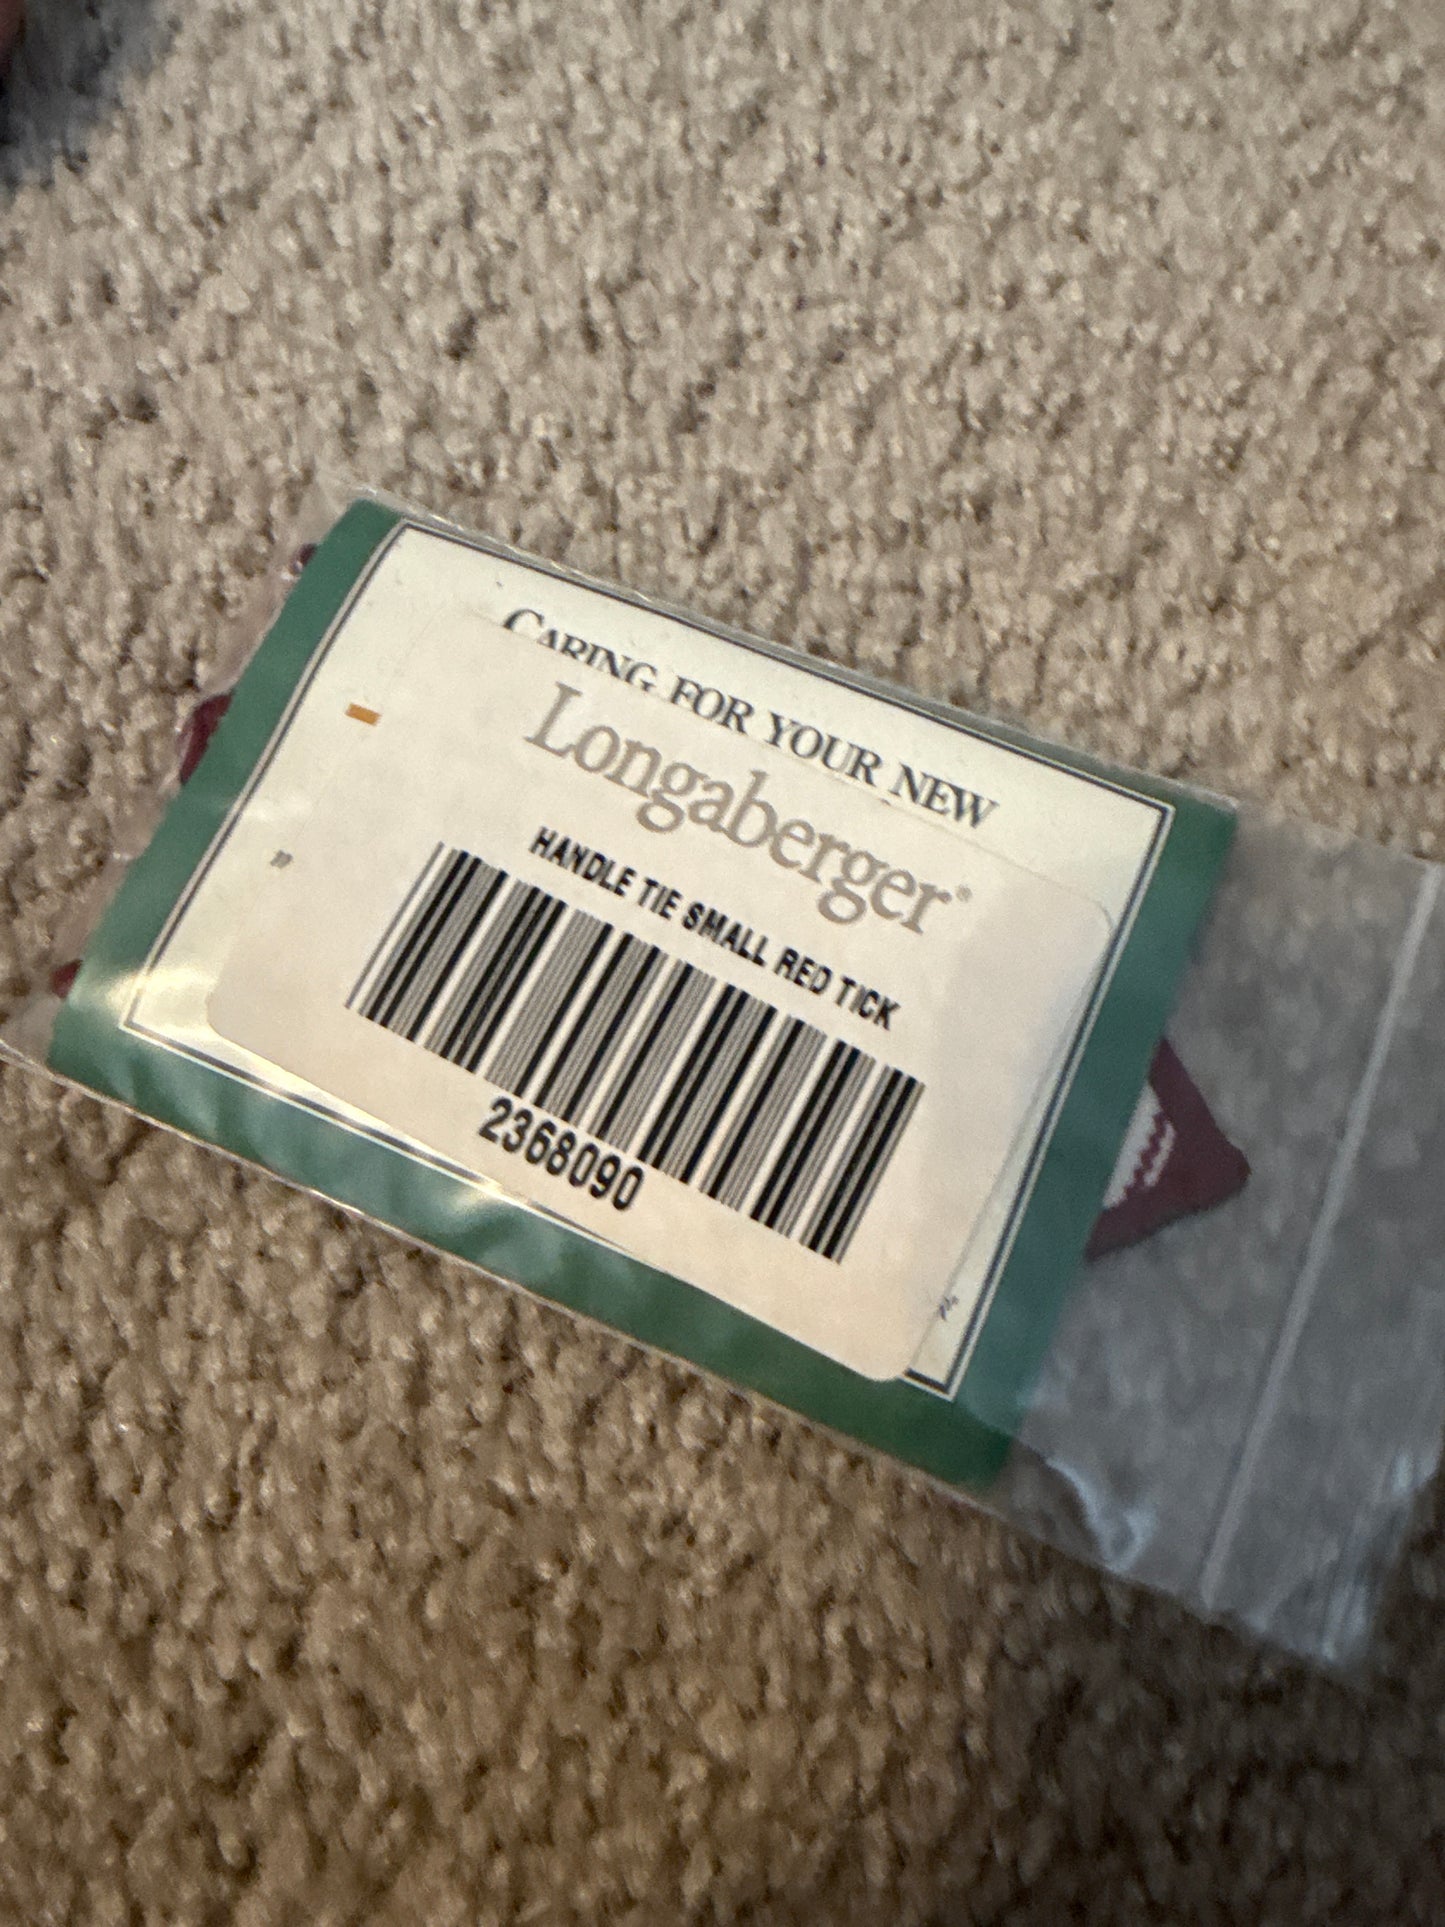 CARING FOR YOUR NEW
Longaberger®
HANDLE TIE SMALL RED TICK
2368090